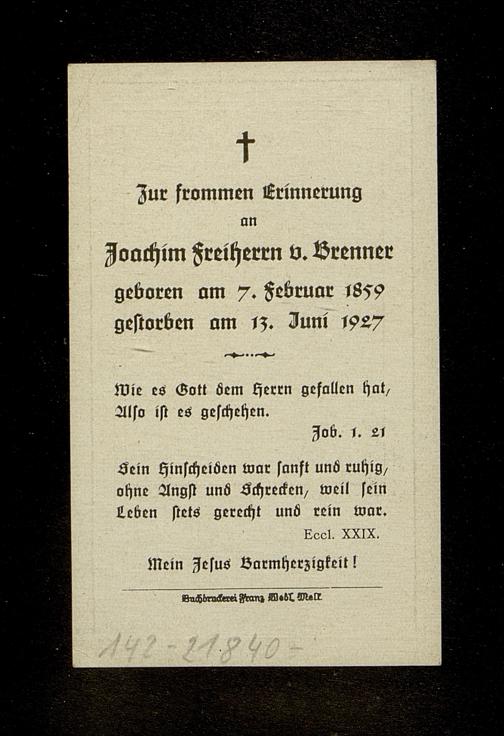 Zur frommen Erinnerung
an
Joachim Freiherrn v. Brenner
geboren am 7. Februar 1859
gestorben am 13. Juni 1927
Wie es Gott dem Herrn gefallen hat,
Also ist es geschehen.
Job. 1. 21
Sein Hinscheiden war sanft und ruhig,
ohne Angst und Schrecken, weil sein
Leben stets gerecht und rein war.
Eccl. XXIX.
Mein Jesus Barmherzigkeit!
Buchdruckerei Franz Wedl, Melk
142-21840-